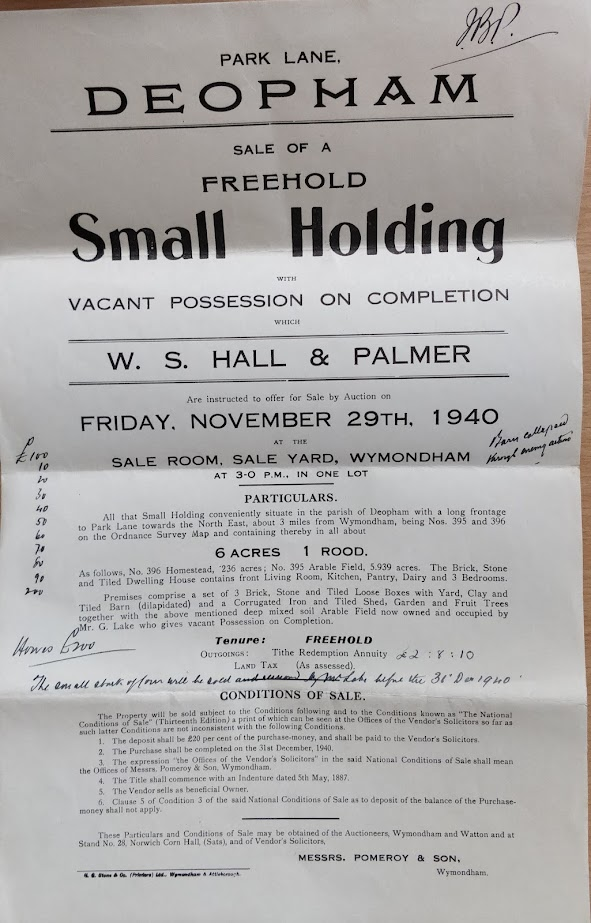 J.B.P.
PARK LANE,
DEOPHAM
SALE OF A
FREEHOLD
Small Holding
WITH
VACANT POSSESSION ON COMPLETION
WHICH
W. S. HALL & PALMER
Are instructed to offer for Sale by Auction on
FRIDAY, NOVEMBER 29TH, 1940
AT THE
SALE ROOM, SALE YARD, WYMONDHAM
AT 3-0 P.M., IN ONE LOT
Barn collapsed
through enemy action
£100
10
20
30
40
50
60
70
80
90
200
PARTICULARS.
All that Small Holding conveniently situate in the parish of Deopham with a long frontage
to Park Lane towards the North East, about 3 miles from Wymondham, being Nos. 395 and 396
on the Ordnance Survey Map and containing thereby in all about
6 ACRES 1 ROOD.
As follows, No. 396 Homestead, ·236 acres; No. 395 Arable Field, 5.939 acres. The Brick, Stone
and Tiled Dwelling House contains front Living Room, Kitchen, Pantry, Dairy and 3 Bedrooms.
Premises comprise a set of 3 Brick, Stone and Tiled Loose Boxes with Yard, Clay and
Tiled Barn (dilapidated) and a Corrugated Iron and Tiled Shed, Garden and Fruit Trees
together with the above mentioned deep mixed soil Arable Field now owned and occupied by
Mr. G. Lake who gives vacant Possession on Completion.
Howes £200
Tenure: FREEHOLD
OUTGOINGS: Tithe Redemption Annuity £2 : 8 : 10
LAND TAX (As assessed).
The small stack of will be sold by Mr Lake before the 31st Dec 1940
CONDITIONS OF SALE.
The Property will be sold subject to the Conditions following and to the Conditions known as "The National
Conditions of Sale" (Thirteenth Edition) a print of which can be seen at the Offices of the Vendor's Solicitors so far as
such latter Conditions are not inconsistent with the following Conditions.
1. The deposit shall be £20 per cent of the purchase-money, and shall be paid to the Vendor's Solicitors.
2. The Purchase shall be completed on the 31st December, 1940.
3. The expression "the Offices of the Vendor's Solicitors" in the said National Conditions of Sale shall mean
the Offices of Messrs. Pomeroy & Son, Wymondham.
4. The Title shall commence with an Indenture dated 5th May, 1887.
5. The Vendor sells as beneficial Owner.
6. Clause 5 of Condition 3 of the said National Conditions of Sale as to deposit of the balance of the Purchase-
money shall not apply.
These Particulars and Conditions of Sale may be obtained of the Auctioneers, Wymondham and Watton and at
Stand No. 28, Norwich Corn Hall, (Sats), and of Vendor's Solicitors,
MESSRS. POMEROY & SON,
Wymondham.
G. S. Stone & Co. (Printers) Ltd., Wymondham & Attleborough.